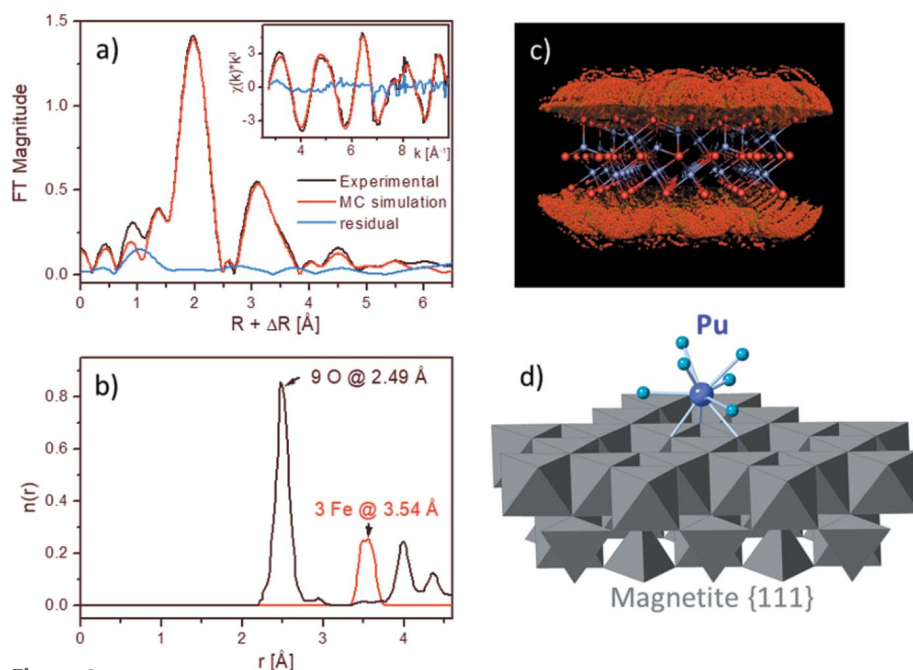 a)
1.5
1.0
0.5
0.0
FT Magnitude
0 1 2 3 4 5 6
R + ΔR [Å]
χ(k)*k³
3
0
-3
4 6 8 k [Å⁻¹]
Experimental
MC simulation
residual
b)
0.8
0.6
0.4
0.2
0.0
n(r)
9 O @ 2.49 Å
3 Fe @ 3.54 Å
0 1 2 3 4
r [Å]
c)
Pu
d)
Magnetite {111}